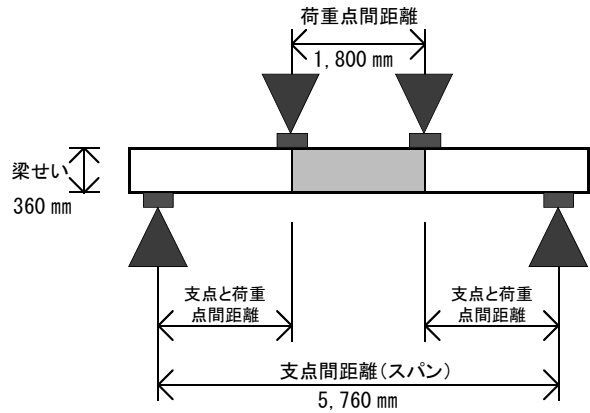 荷重点間距離
1,800 mm
梁せい
360 mm
支点と荷重
点間距離
支点と荷重
点間距離
支点間距離(スパン)
5,760 mm